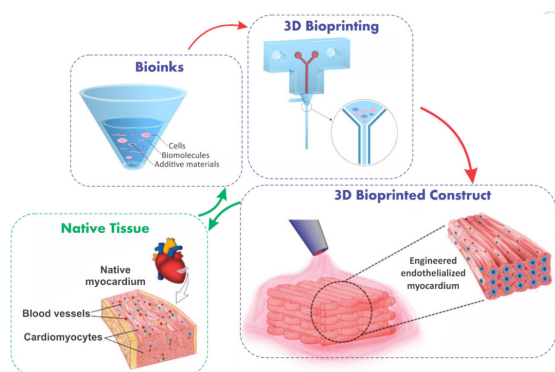 3D Bioprinting
Bioinks
Cells
Biomolecules
Additive materials
3D Bioprinted Construct
Engineered
endothelialized
myocardium
Native Tissue
Native
myocardium
Blood vessels
Cardiomyocytes